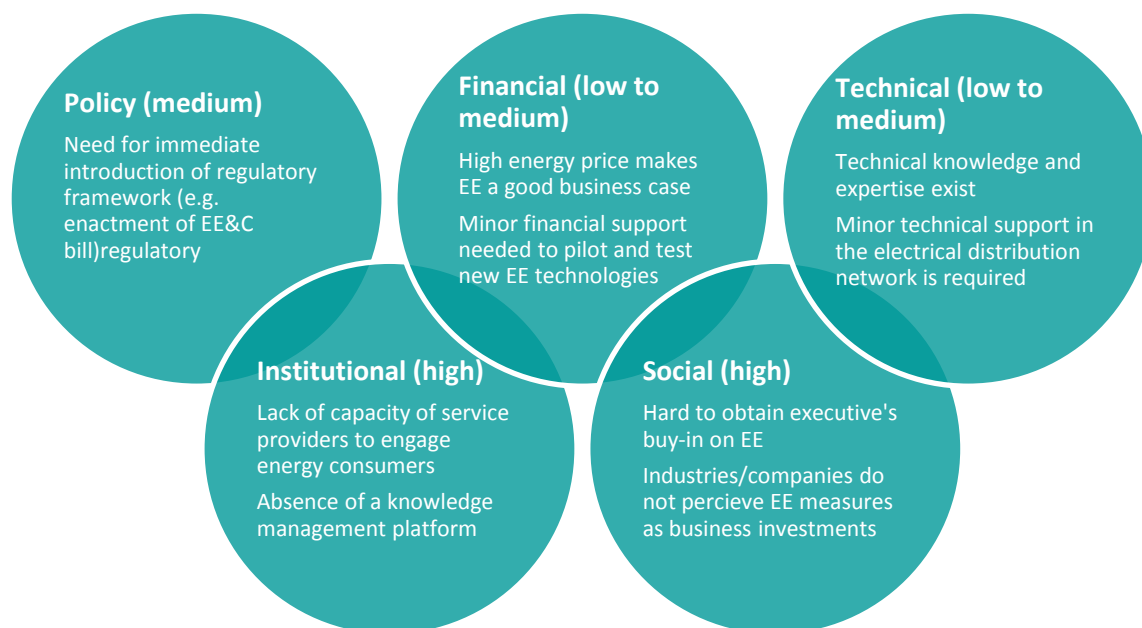 Policy (medium)
Need for immediate
introduction of regulatory
framework (e.g.
enactment of EE&C
bill)regulatory
Financial (low to
medium)
High energy price makes
EE a good business case
Minor financial support
needed to pilot and test
new EE technologies
Technical (low to
medium)
Technical knowledge and
expertise exist
Minor technical support in
the electrical distribution
network is required
Institutional (high)
Lack of capacity of service
providers to engage
energy consumers
Absence of a knowledge
management platform
Social (high)
Hard to obtain executive's
buy-in on EE
Industries/companies do
not percieve EE measures
as business investments